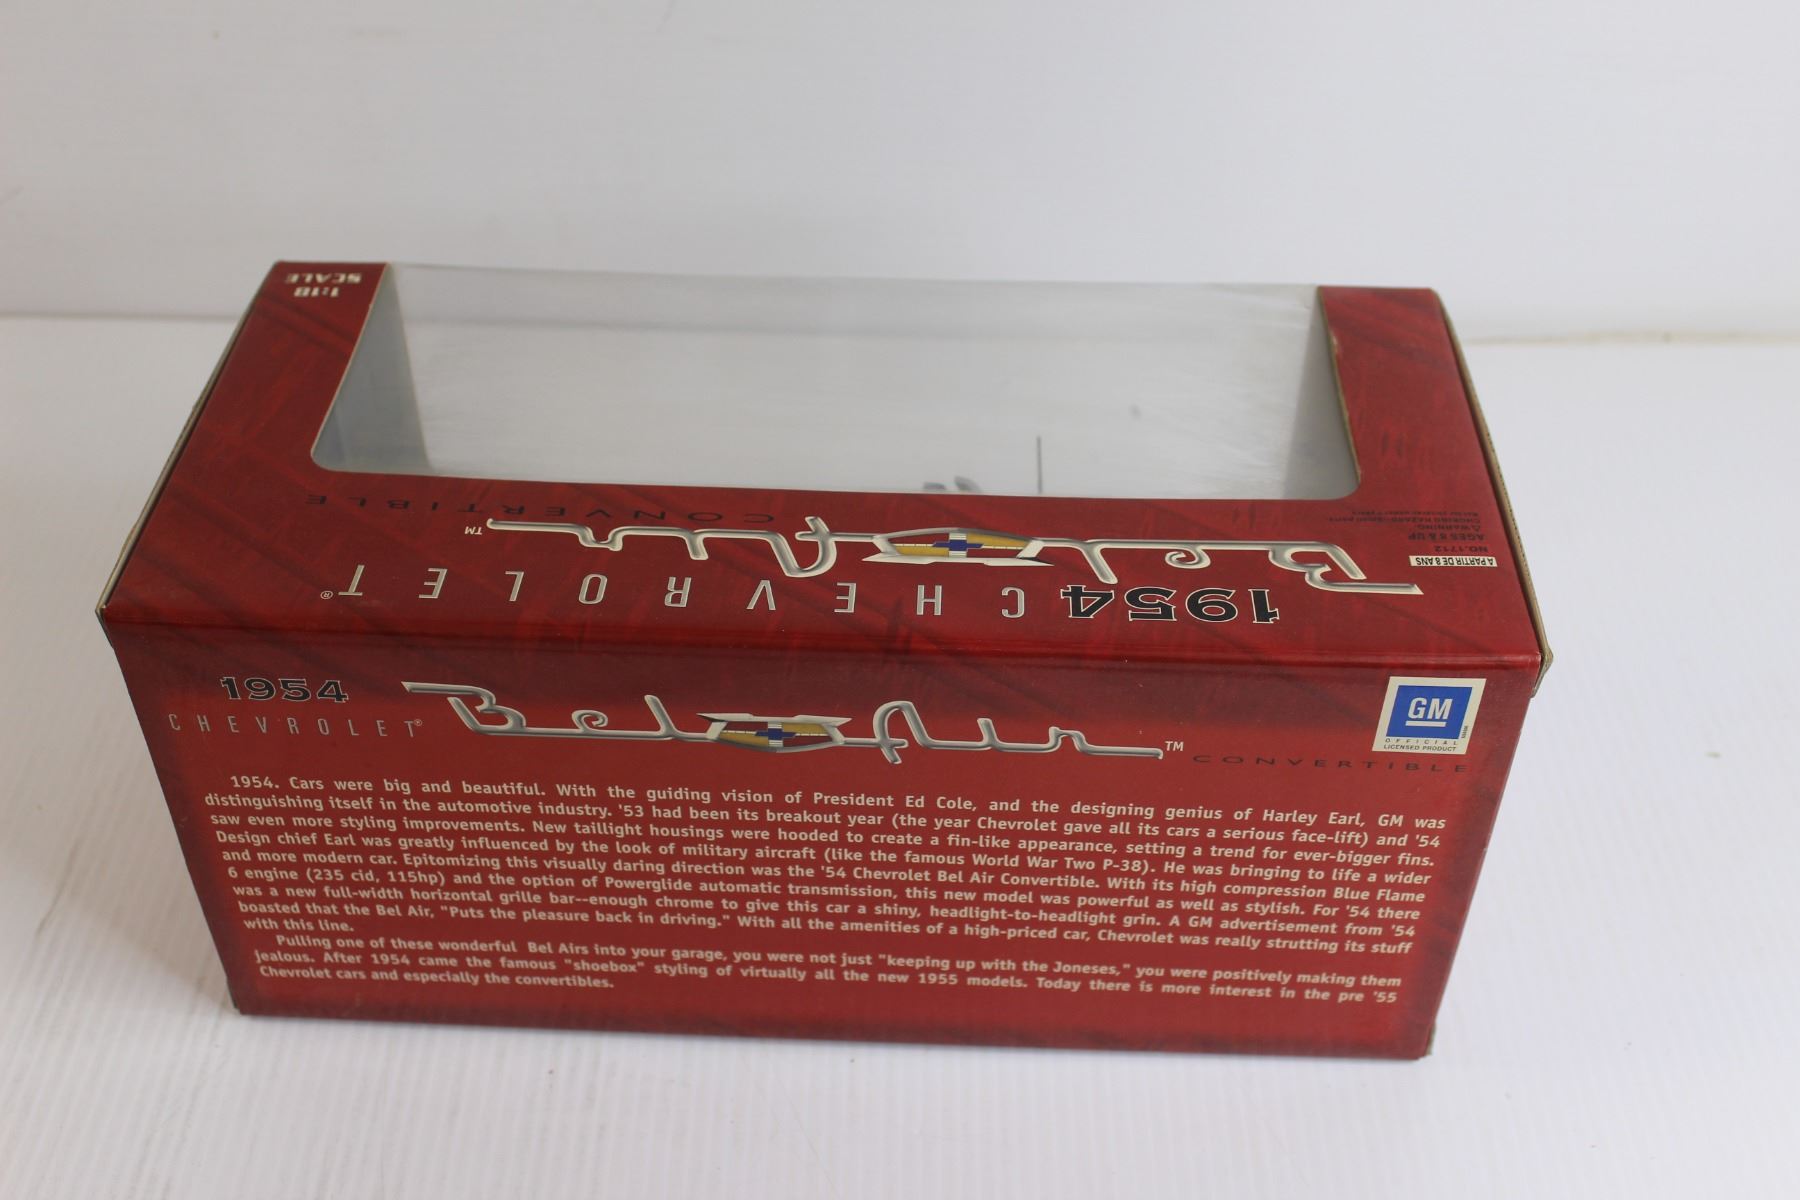 1:18
SCALE
CONVERTIBLE
Bel Air™
1954 CHEVROLET®
NO.1712
AGES 8 & UP
⚠WARNING:
CHOKING HAZARD-Small parts
A PARTIR DE 8 ANS
1954
CHEVROLET®
Bel Air™
CONVERTIBLE
GM
OFFICIAL
LICENSED PRODUCT
1954. Cars were big and beautiful. With the guiding vision of President Ed Cole, and the designing genius of Harley Earl, GM was
distinguishing itself in the automotive industry. '53 had been its breakout year (the year Chevrolet gave all its cars a serious face-lift) and '54
saw even more styling improvements. New taillight housings were hooded to create a fin-like appearance, setting a trend for ever-bigger fins.
Design chief Earl was greatly influenced by the look of military aircraft (like the famous World War Two P-38). He was bringing to life a wider
and more modern car. Epitomizing this visually daring direction was the '54 Chevrolet Bel Air Convertible. With its high compression Blue Flame
6 engine (235 cid, 115hp) and the option of Powerglide automatic transmission, this new model was powerful as well as stylish. For '54 there
was a new full-width horizontal grille bar--enough chrome to give this car a shiny, headlight-to-headlight grin. A GM advertisement from '54
boasted that the Bel Air, "Puts the pleasure back in driving." With all the amenities of a high-priced car, Chevrolet was really strutting its stuff
with this line.
Pulling one of these wonderful Bel Airs into your garage, you were not just "keeping up with the Joneses," you were positively making them
jealous. After 1954 came the famous "shoebox" styling of virtually all the new 1955 models. Today there is more interest in the pre '55
Chevrolet cars and especially the convertibles.